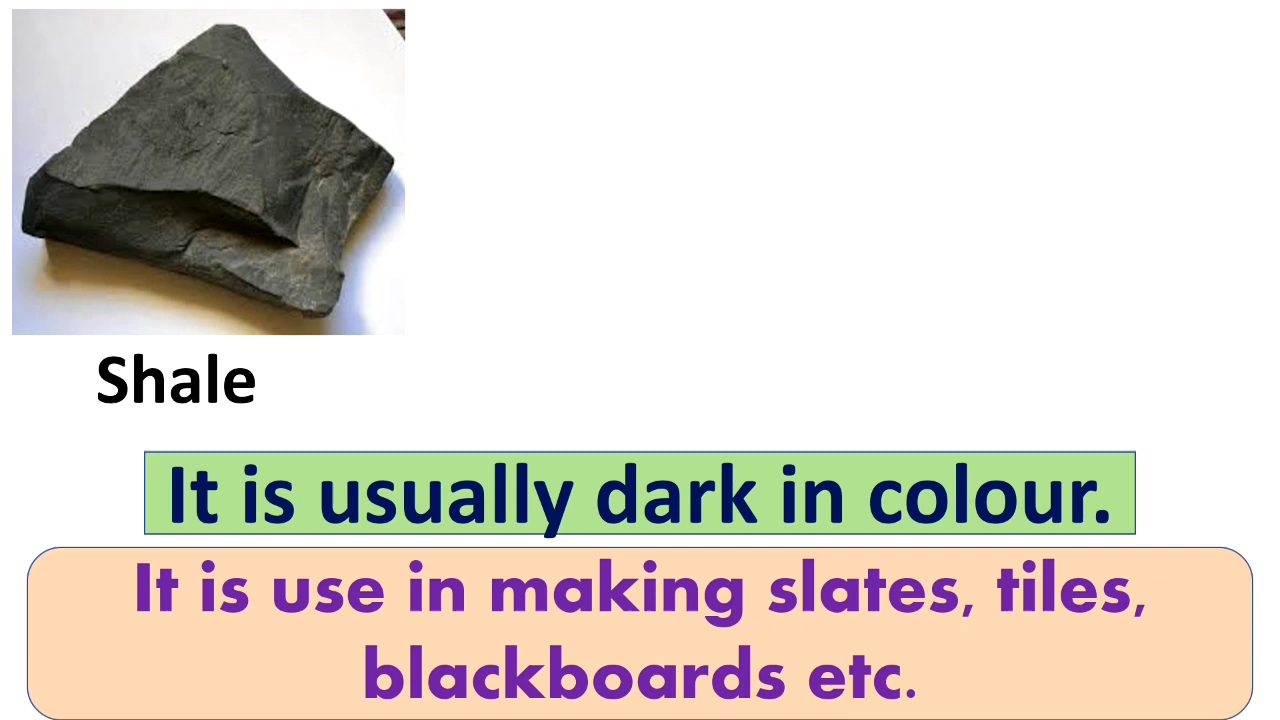 Shale
It is usually dark in colour.
It is use in making slates, tiles,
blackboards etc.